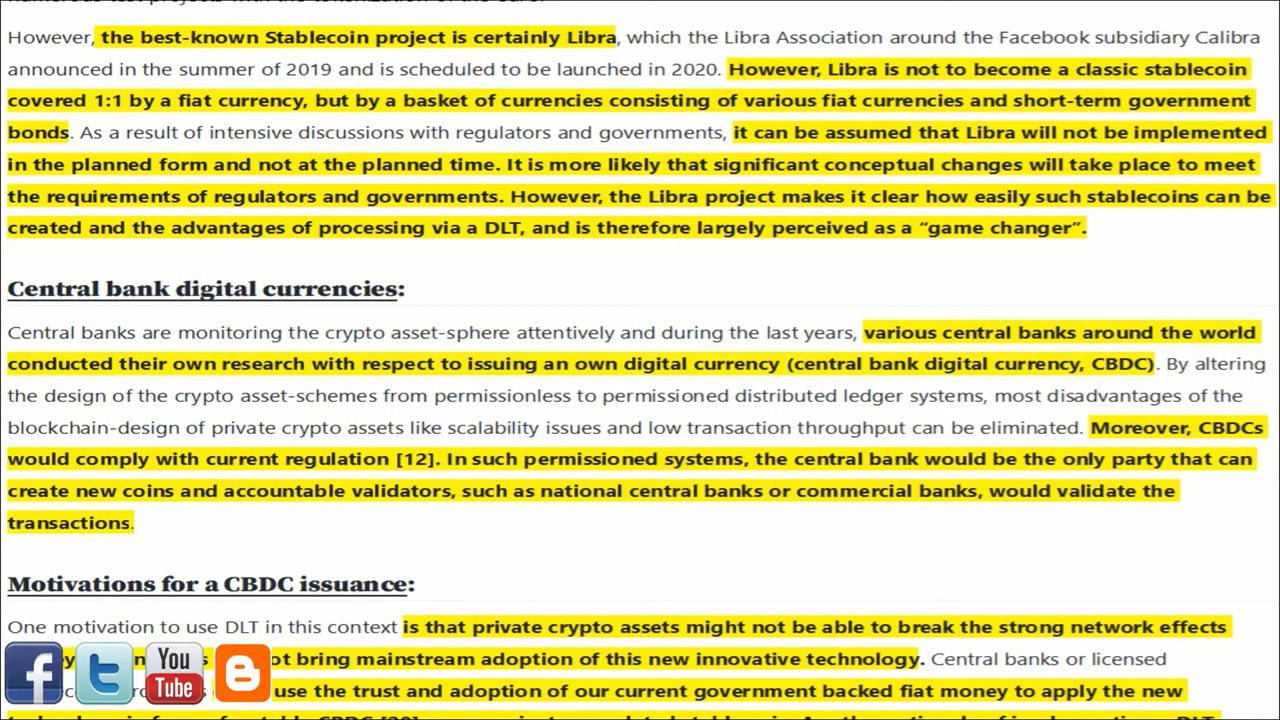 However, the best-known Stablecoin project is certainly Libra, which the Libra Association around the Facebook subsidiary Calibra
announced in the summer of 2019 and is scheduled to be launched in 2020. However, Libra is not to become a classic stablecoin
covered 1:1 by a fiat currency, but by a basket of currencies consisting of various fiat currencies and short-term government
bonds. As a result of intensive discussions with regulators and governments, it can be assumed that Libra will not be implemented
in the planned form and not at the planned time. It is more likely that significant conceptual changes will take place to meet
the requirements of regulators and governments. However, the Libra project makes it clear how easily such stablecoins can be
created and the advantages of processing via a DLT, and is therefore largely perceived as a “game changer”.
Central bank digital currencies:
Central banks are monitoring the crypto asset-sphere attentively and during the last years, various central banks around the world
conducted their own research with respect to issuing an own digital currency (central bank digital currency, CBDC). By altering
the design of the crypto asset-schemes from permissionless to permissioned distributed ledger systems, most disadvantages of the
blockchain-design of private crypto assets like scalability issues and low transaction throughput can be eliminated. Moreover, CBDCs
would comply with current regulation [12]. In such permissioned systems, the central bank would be the only party that can
create new coins and accountable validators, such as national central banks or commercial banks, would validate the
transactions.
Motivations for a CBDC issuance:
One motivation to use DLT in this context is that private crypto assets might not be able to break the strong network effects
bring mainstream adoption of this new innovative technology. Central banks or licensed
use the trust and adoption of our current government backed fiat money to apply the new
You
Tube